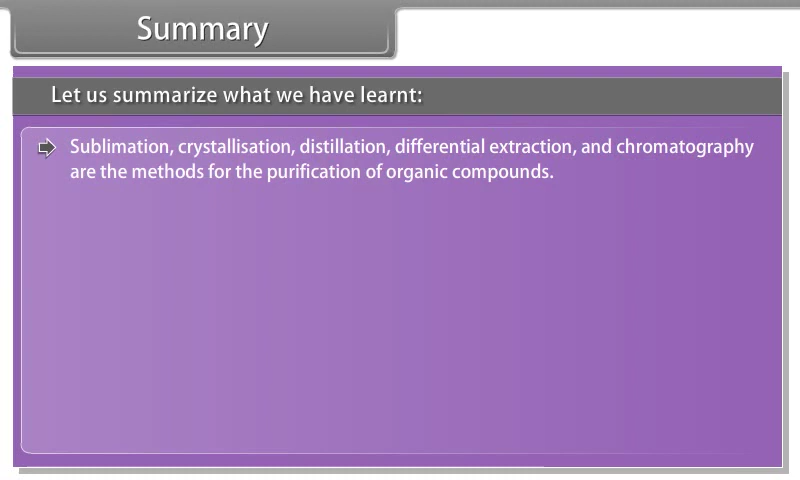 Summary
Let us summarize what we have learnt:
Sublimation, crystallisation, distillation, differential extraction, and chromatography
are the methods for the purification of organic compounds.